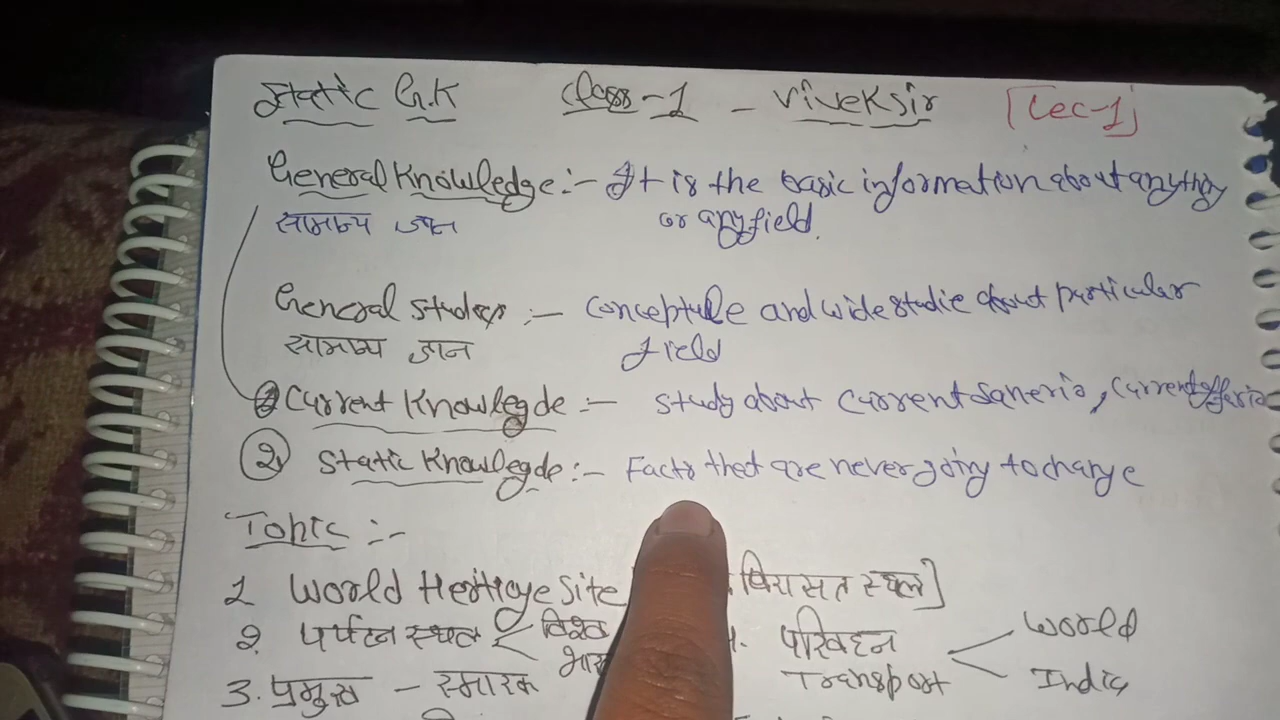 Static G.K Class-1 - Vivek Sir [Lec-1]
General Knowledge :- It is the basic information about anything
सामान्य ज्ञान or any field.
General Studies :- Conceptule and wide studie about particular
सामान्य ज्ञान field
Current Knowlegde :- Study about current Saneria, Current
② Static Knowlegde :- Facts that are never going to change
Topic :-
1 World Heritage Site विरासत स्थल]
2. पर्यटन स्थल विश्व परिवहन World
3. प्रमुख - स्मारक Transport India